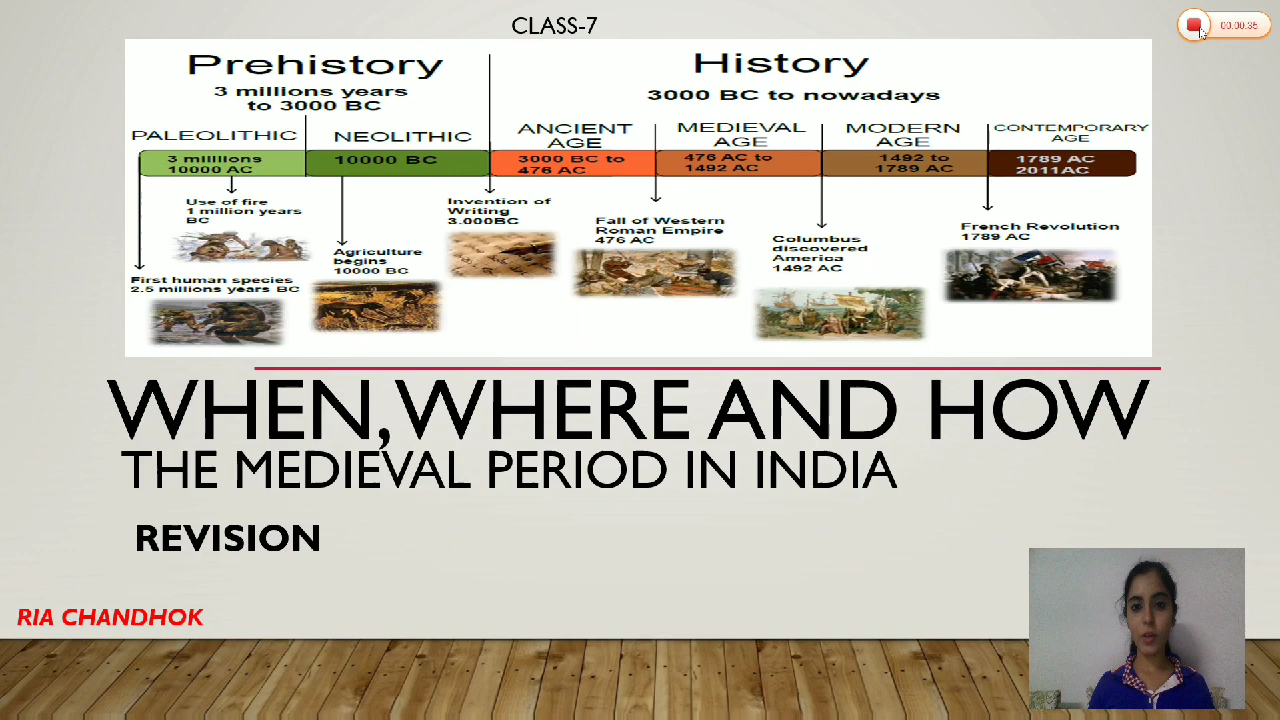 CLASS-7
00:00:35
Prehistory
3 millions years
to 3000 BC
History
3000 BC to nowadays
PALEOLITHIC
NEOLITHIC
ANCIENT
AGE
MEDIEVAL
AGE
MODERN
AGE
CONTEMPORARY
AGE
3 millions
10000 AC
10000 BC
3000 BC to
476 AC
476 AC to
1492 AC
1492 to
1789 AC
1789 AC
2011AC
Use of fire
1 million years
BC
First human species
2.5 millions years BC
Agriculture
begins
10000 BC
Invention of
Writing
3.000BC
Fall of Western
Roman Empire
476 AC
Columbus
discovered
America
1492 AC
French Revolution
1789 AC
WHEN,WHERE AND HOW
THE MEDIEVAL PERIOD IN INDIA
REVISION
RIA CHANDHOK